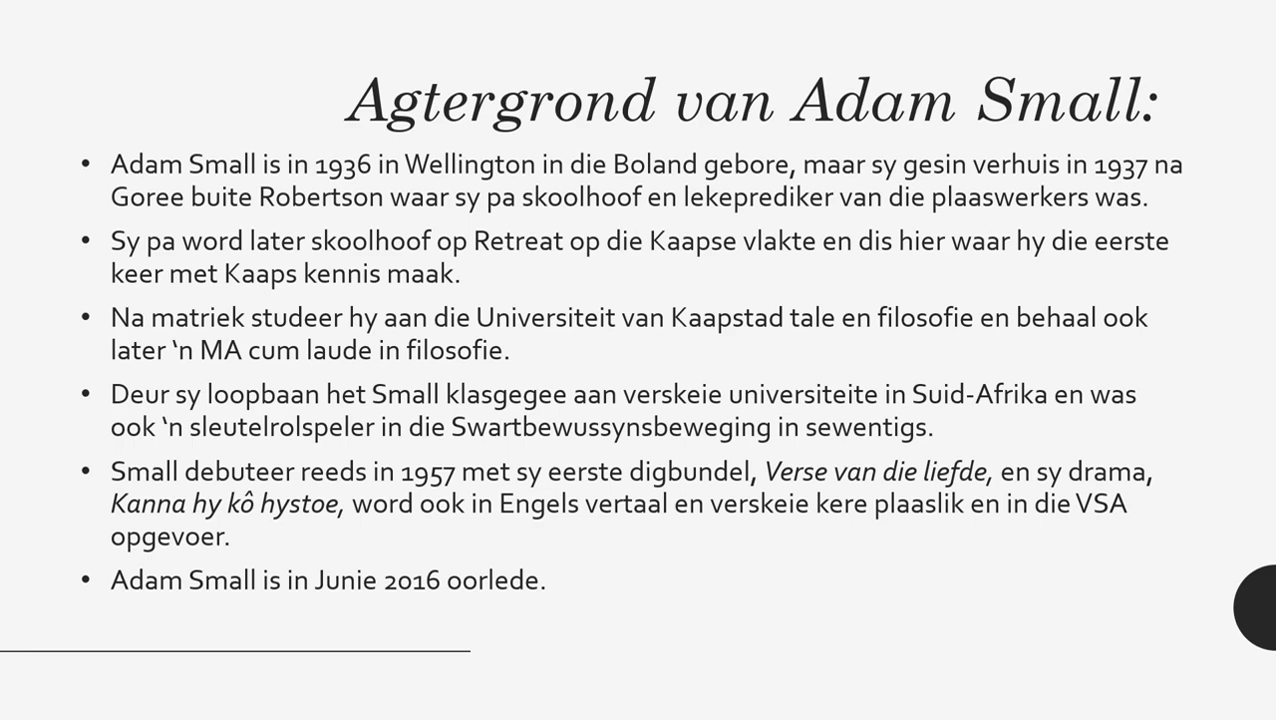 Agtergrond van Adam Small:
• Adam Small is in 1936 in Wellington in die Boland gebore, maar sy gesin verhuis in 1937 na
Goree buite Robertson waar sy pa skoolhoof en lekeprediker van die plaaswerkers was.
• Sy pa word later skoolhoof op Retreat op die Kaapse vlakte en dis hier waar hy die eerste
keer met Kaaps kennis maak.
• Na matriek studeer hy aan die Universiteit van Kaapstad tale en filosofie en behaal ook
later ‘n MA cum laude in filosofie.
• Deur sy loopbaan het Small klasgegee aan verskeie universiteite in Suid-Afrika en was
ook ‘n sleutelrolspeler in die Swartbewussynsbeweging in sewentigs.
• Small debuteer reeds in 1957 met sy eerste digbundel, Verse van die liefde, en sy drama,
Kanna hy kô hystoe, word ook in Engels vertaal en verskeie kere plaaslik en in die VSA
opgevoer.
• Adam Small is in Junie 2016 oorlede.